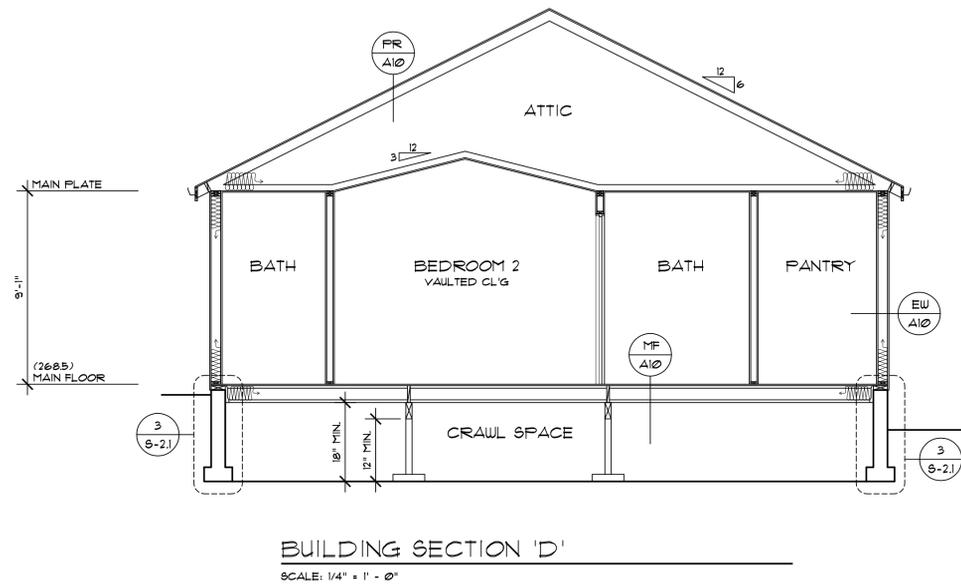 PR
A10
12
6
ATTIC
12
3
MAIN PLATE
BATH
BEDROOM 2
VAULTED CL'G
BATH
PANTRY
9'-1"
EW
A10
MF
A10
(268.5)
MAIN FLOOR
3
S-2.1
18" MIN.
12" MIN.
CRAWL SPACE
3
S-2.1
BUILDING SECTION 'D'
SCALE: 1/4" = 1' - 0"